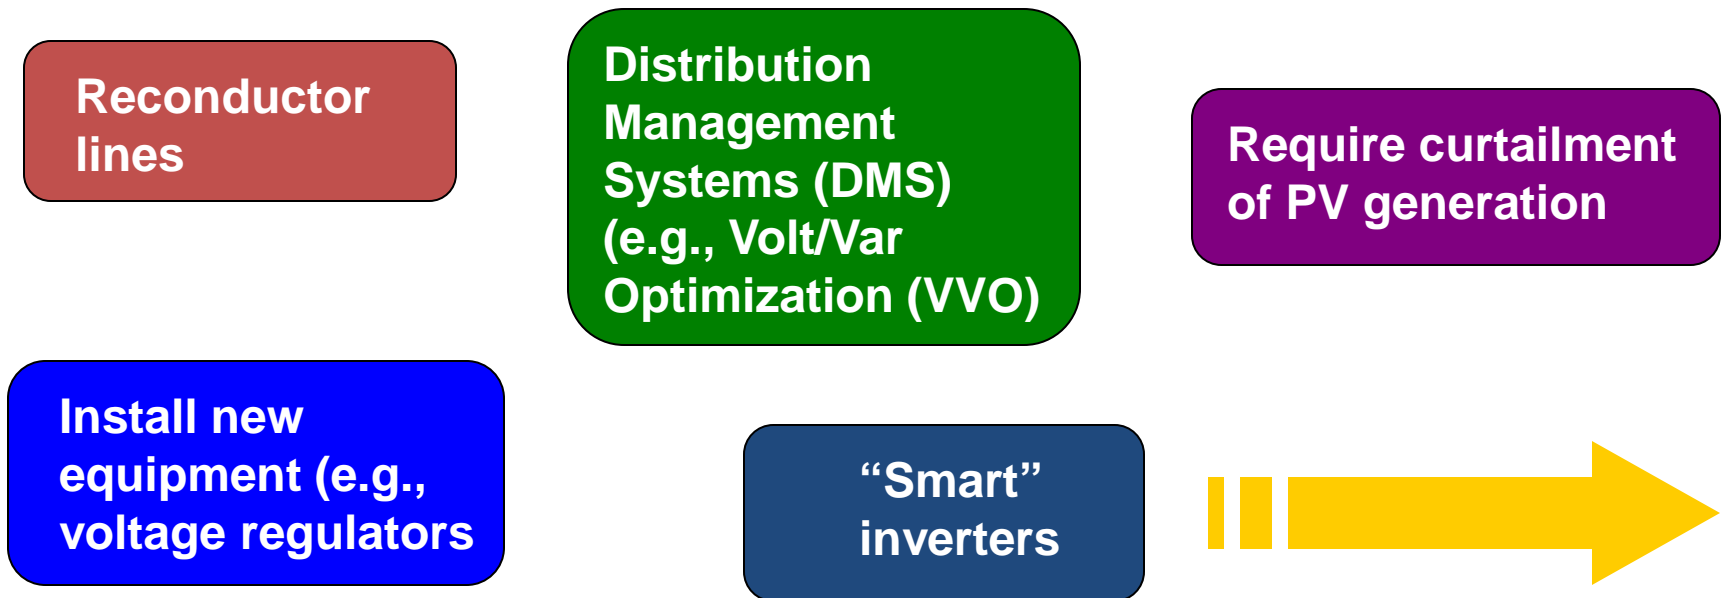 Reconductor
lines
Distribution
Management
Systems (DMS)
(e.g., Volt/Var
Optimization (VVO)
Require curtailment
of PV generation
Install new
equipment (e.g.,
voltage regulators
“Smart”
inverters